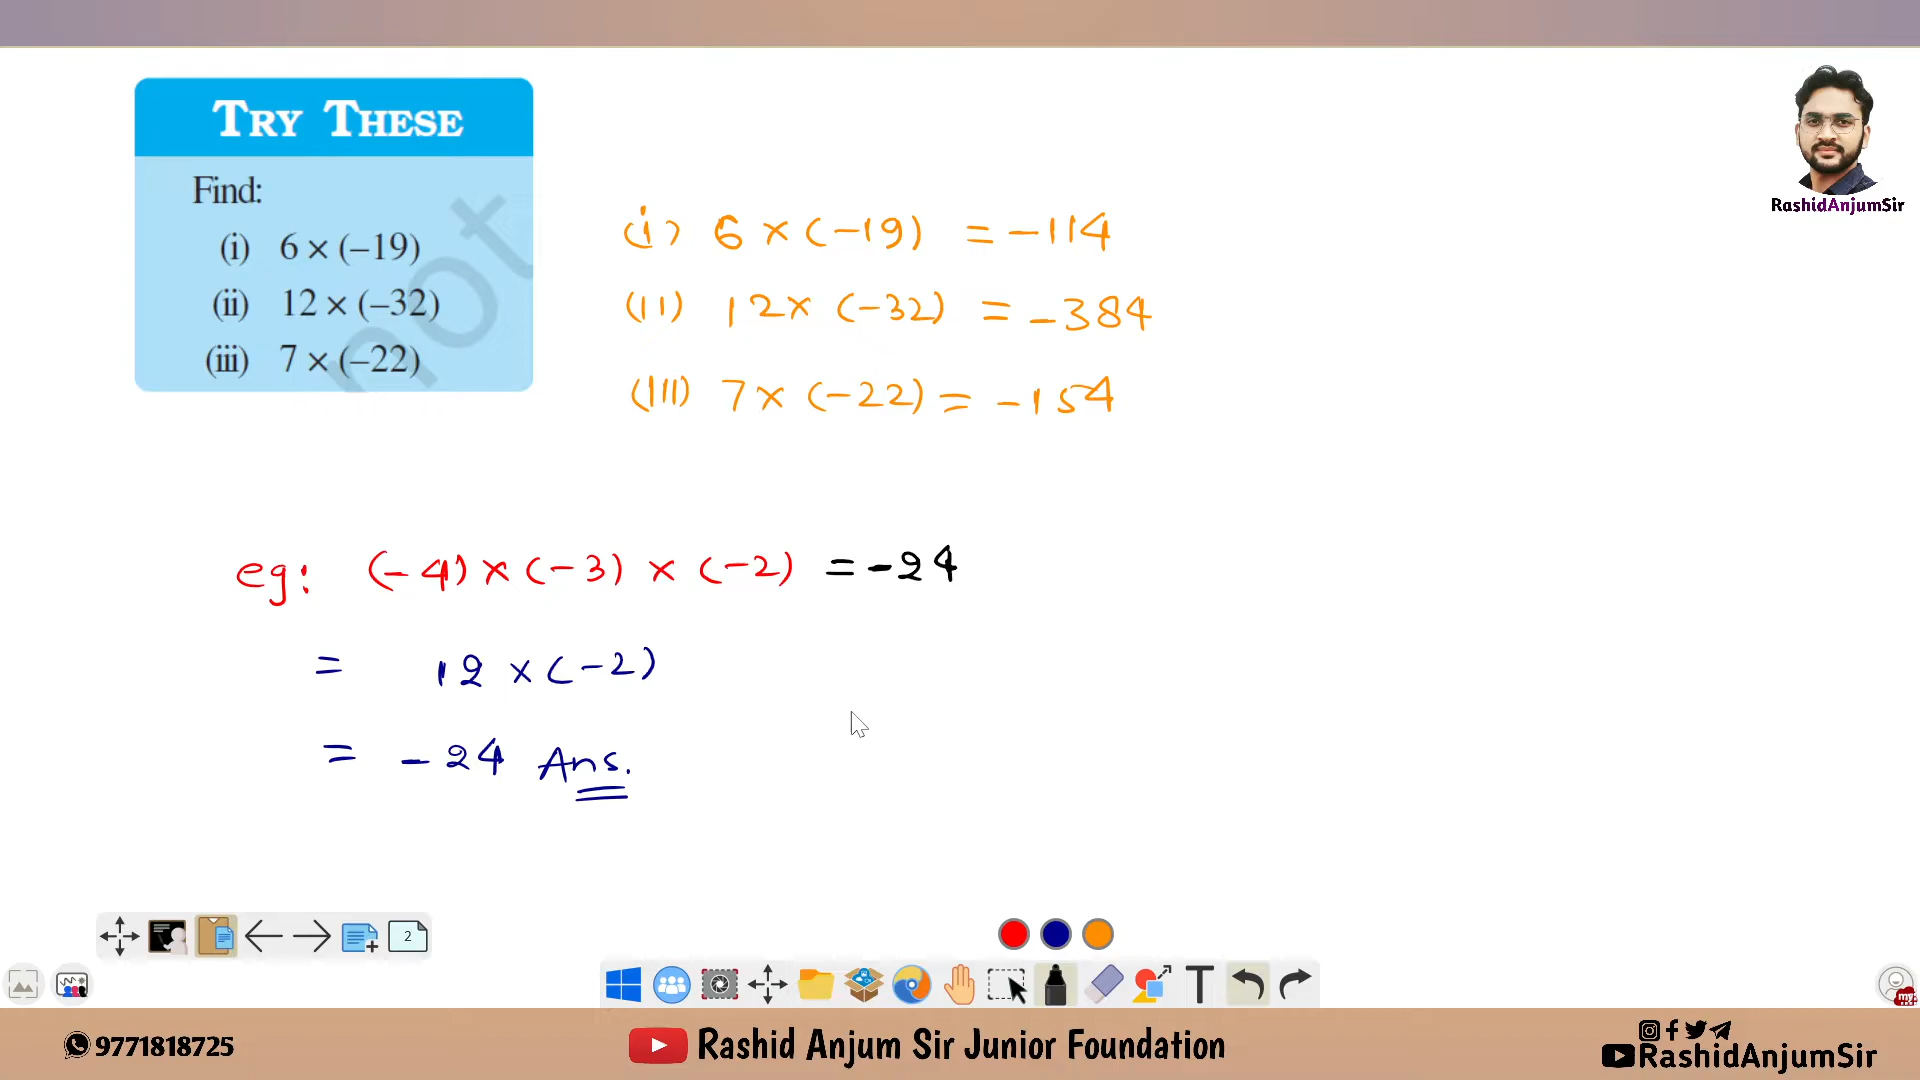 TRY THESE
Find:
(i) 6 × (–19)
(ii) 12 × (–32)
(iii) 7 × (–22)
not
(i) 6 × (-19) = -114
(II) 12 × (-32) = -384
(III) 7 × (-22) = -154
eg: (-4) × (-3) × (-2) = -24
= 12 × (-2)
= -24 Ans.
RashidAnjumSir
2
T
my
9771818725
Rashid Anjum Sir Junior Foundation
RashidAnjumSir